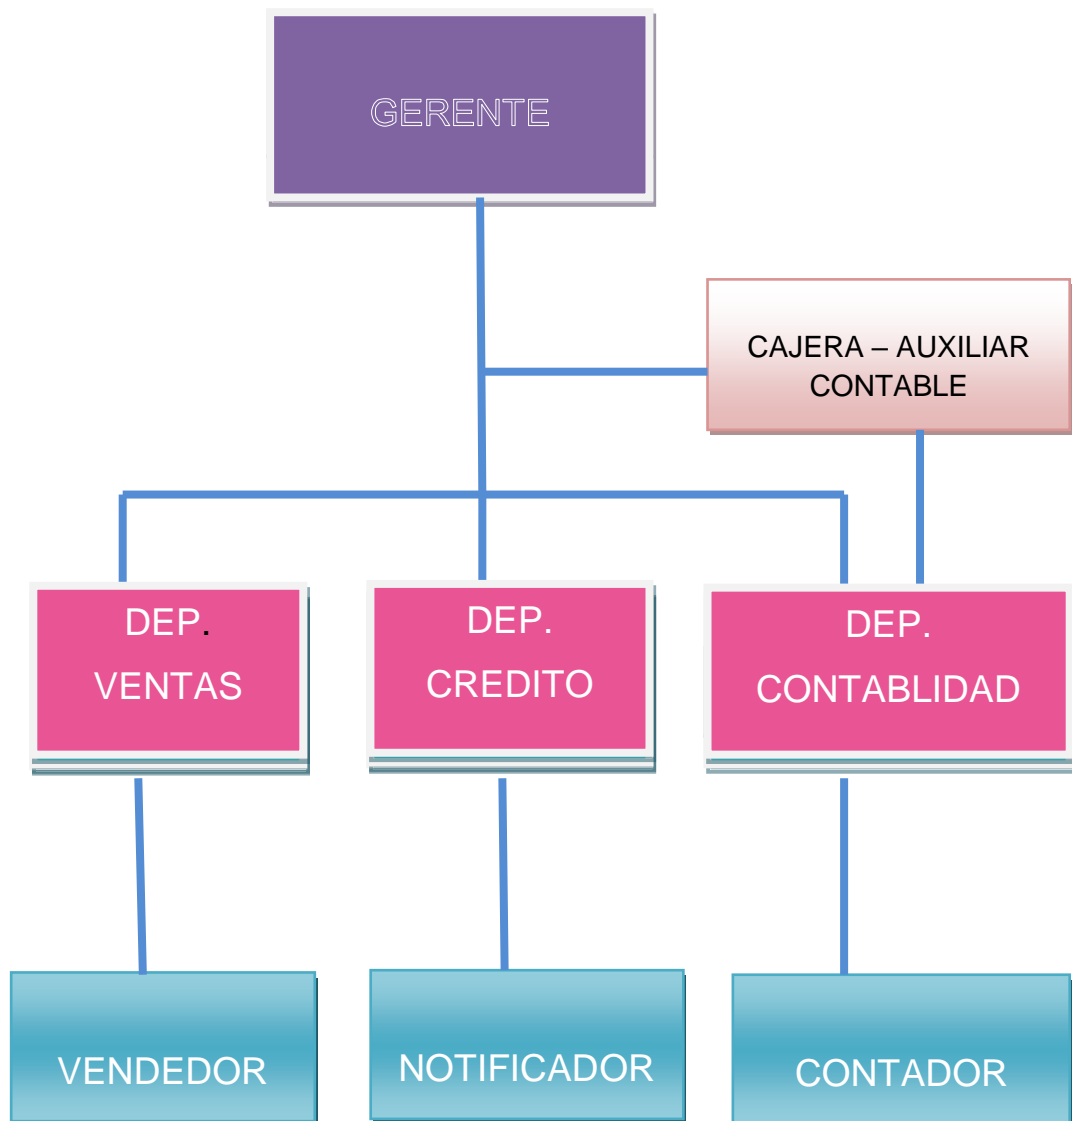 GERENTE
CAJERA – AUXILIAR
CONTABLE
DEP.
VENTAS
DEP.
CREDITO
DEP.
CONTABLIDAD
VENDEDOR
NOTIFICADOR
CONTADOR